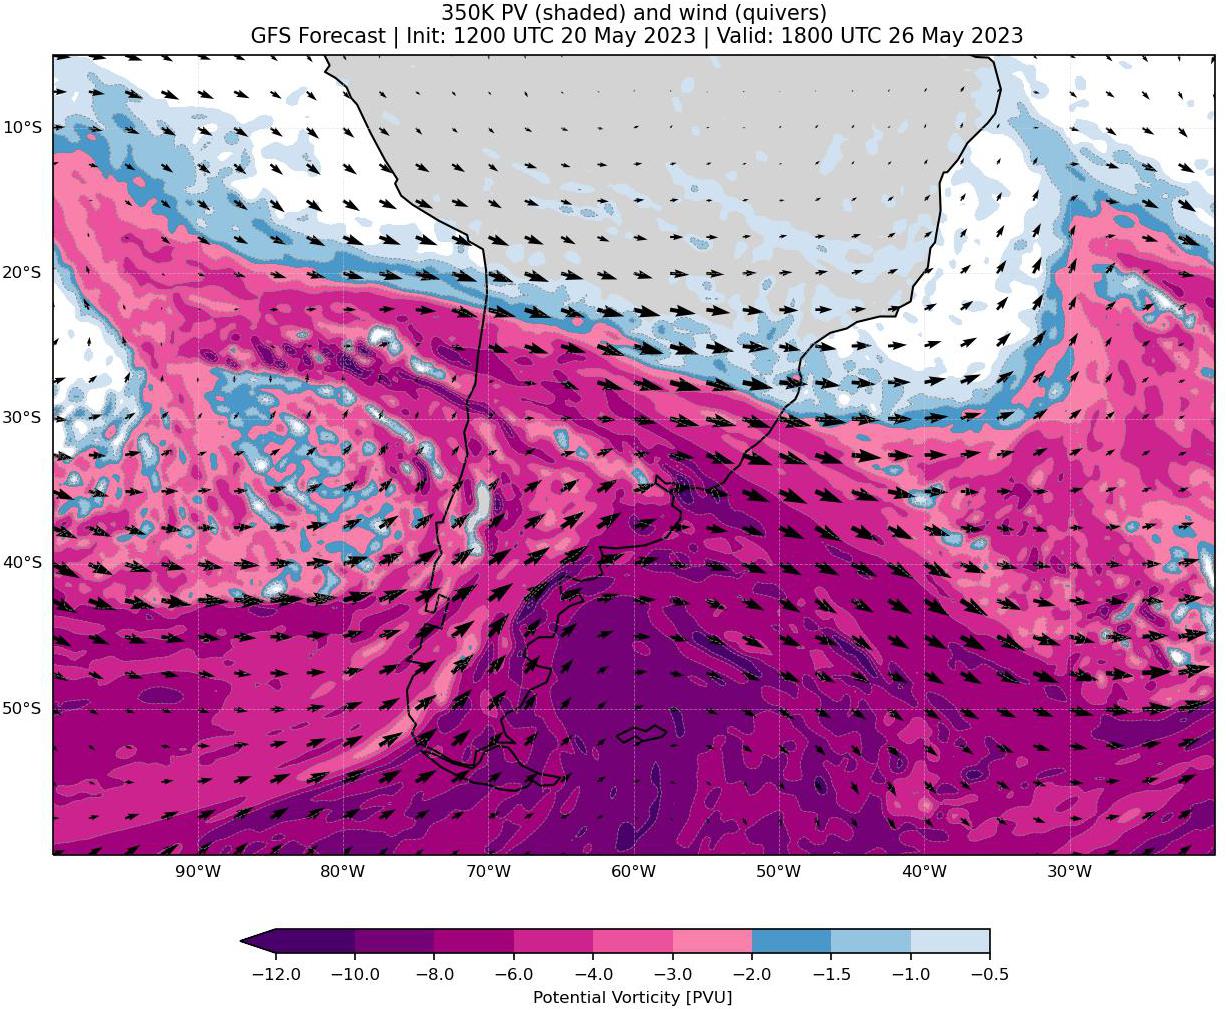 350K PV (shaded) and wind (quivers)
GFS Forecast | Init: 1200 UTC 20 May 2023 | Valid: 1800 UTC 26 May 2023
10°S
20°S
30°S
40°S
50°S
90°W 80°W 70°W 60°W 50°W 40°W 30°W
−12.0 −10.0 −8.0 −6.0 −4.0 −3.0 −2.0 −1.5 −1.0 −0.5
Potential Vorticity [PVU]